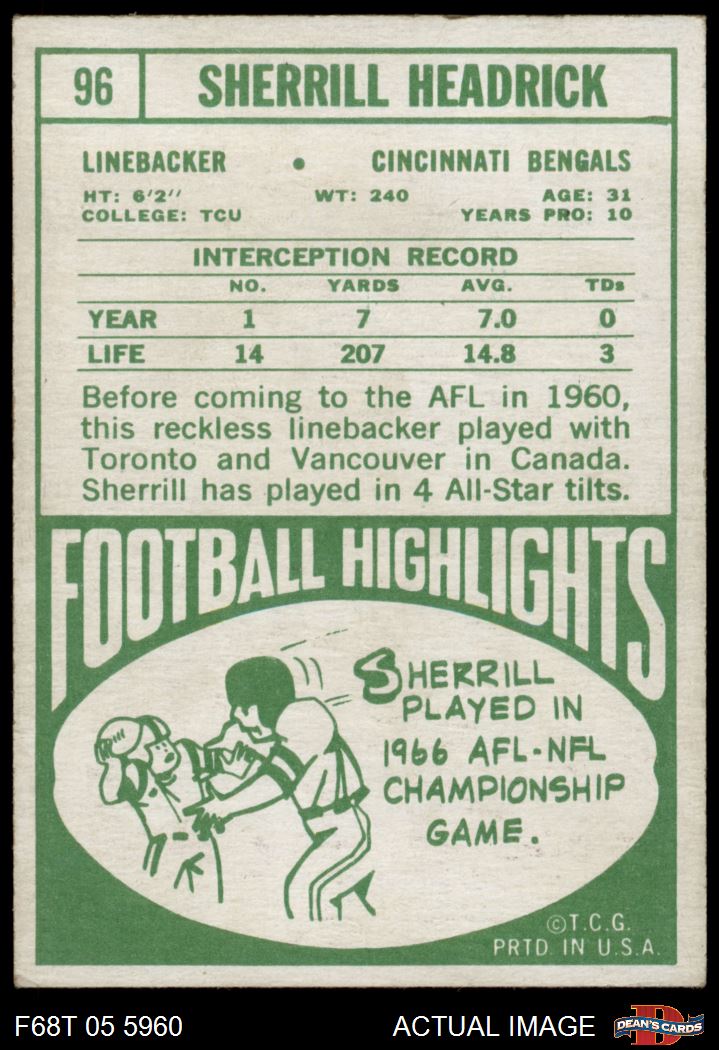 96 SHERRILL HEADRICK
LINEBACKER • CINCINNATI BENGALS
HT: 6'2'' WT: 240 AGE: 31
COLLEGE: TCU YEARS PRO: 10
INTERCEPTION RECORD
NO. YARDS AVG. TDs
YEAR 1 7 7.0 0
LIFE 14 207 14.8 3
Before coming to the AFL in 1960,
this reckless linebacker played with
Toronto and Vancouver in Canada.
Sherrill has played in 4 All-Star tilts.
FOOTBALL HIGHLIGHTS
SHERRILL
PLAYED IN
1966 AFL-NFL
CHAMPIONSHIP
GAME.
©T.C.G.
PRTD. IN U.S.A.
F68T 05 5960 ACTUAL IMAGE D DEAN'S CARDS